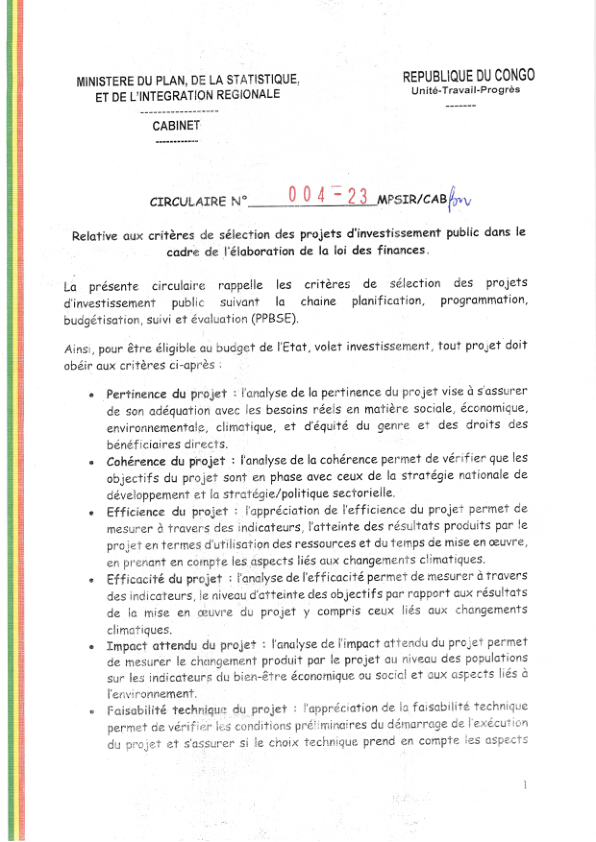 MINISTERE DU PLAN, DE LA STATISTIQUE,
ET DE L'INTEGRATION REGIONALE
-------------------
CABINET
------------
REPUBLIQUE DU CONGO
Unité-Travail-Progrès
-------
CIRCULAIRE N° 004-23 MPSIR/CAB
Relative aux critères de sélection des projets d'investissement public dans le
cadre de l'élaboration de la loi des finances.
La présente circulaire rappelle les critères de sélection des projets
d'investissement public suivant la chaine planification, programmation,
budgétisation, suivi et évaluation (PPBSE).
Ainsi, pour être éligible au budget de l'Etat, volet investissement, tout projet doit
obéir aux critères ci-après :
• Pertinence du projet : l'analyse de la pertinence du projet vise à s'assurer
de son adéquation avec les besoins réels en matière sociale, économique,
environnementale, climatique, et d'équité du genre et des droits des
bénéficiaires directs.
• Cohérence du projet : l'analyse de la cohérence permet de vérifier que les
objectifs du projet sont en phase avec ceux de la stratégie nationale de
développement et la stratégie/politique sectorielle.
• Efficience du projet : l'appréciation de l'efficience du projet permet de
mesurer à travers des indicateurs, l'atteinte des résultats produits par le
projet en termes d'utilisation des ressources et du temps de mise en œuvre,
en prenant en compte les aspects liés aux changements climatiques.
• Efficacité du projet : l'analyse de l'efficacité permet de mesurer à travers
des indicateurs, le niveau d'atteinte des objectifs par rapport aux résultats
de la mise en œuvre du projet y compris ceux liés aux changements
climatiques.
• Impact attendu du projet : l'analyse de l'impact attendu du projet permet
de mesurer le changement produit par le projet au niveau des populations
sur les indicateurs du bien-être économique ou social et aux aspects liés à
l'environnement.
• Faisabilité technique du projet : l'appréciation de la faisabilité technique
permet de vérifier les conditions préliminaires du démarrage de l'exécution
du projet et s'assurer si le choix technique prend en compte les aspects
1